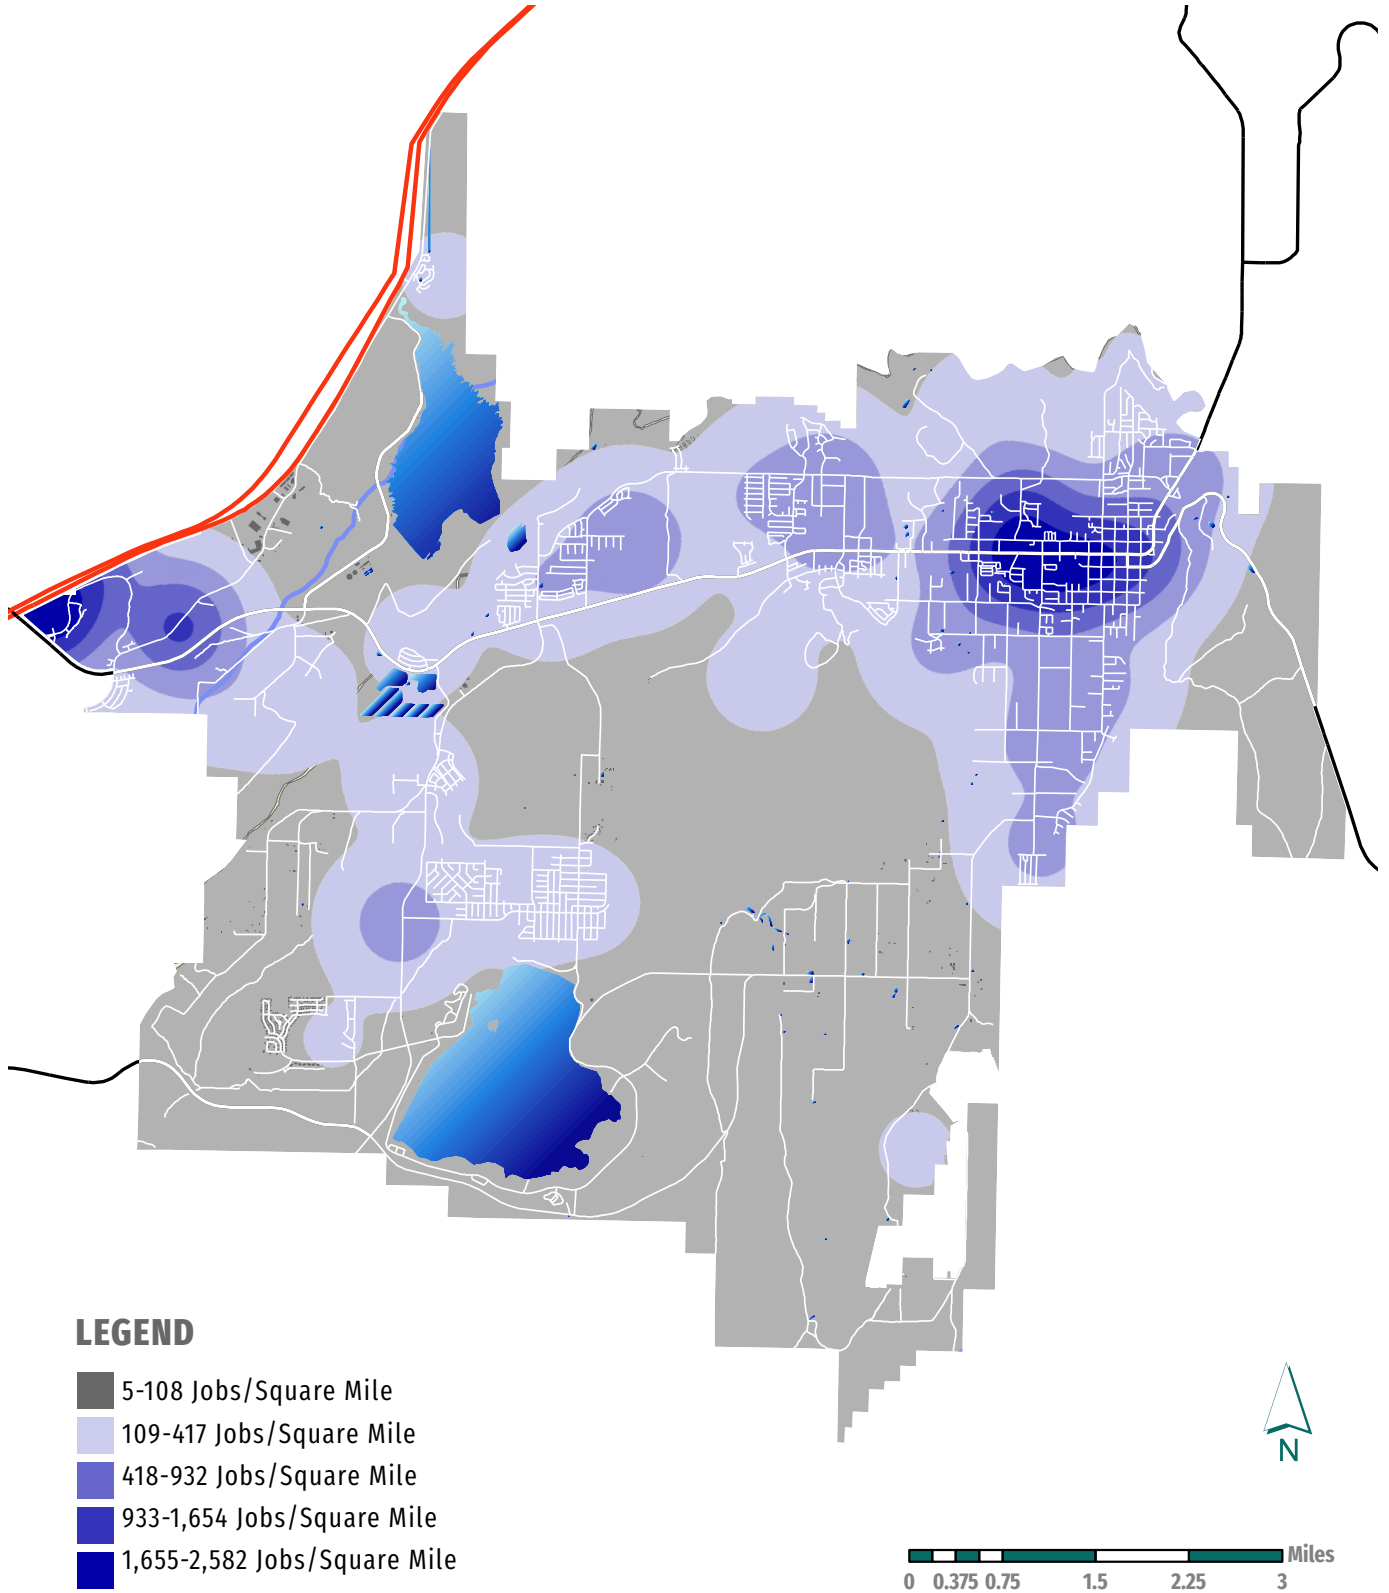 LEGEND
5-108 Jobs/Square Mile
109-417 Jobs/Square Mile
418-932 Jobs/Square Mile
933-1,654 Jobs/Square Mile
1,655-2,582 Jobs/Square Mile
N
Miles
0 0.375 0.75 1.5 2.25 3